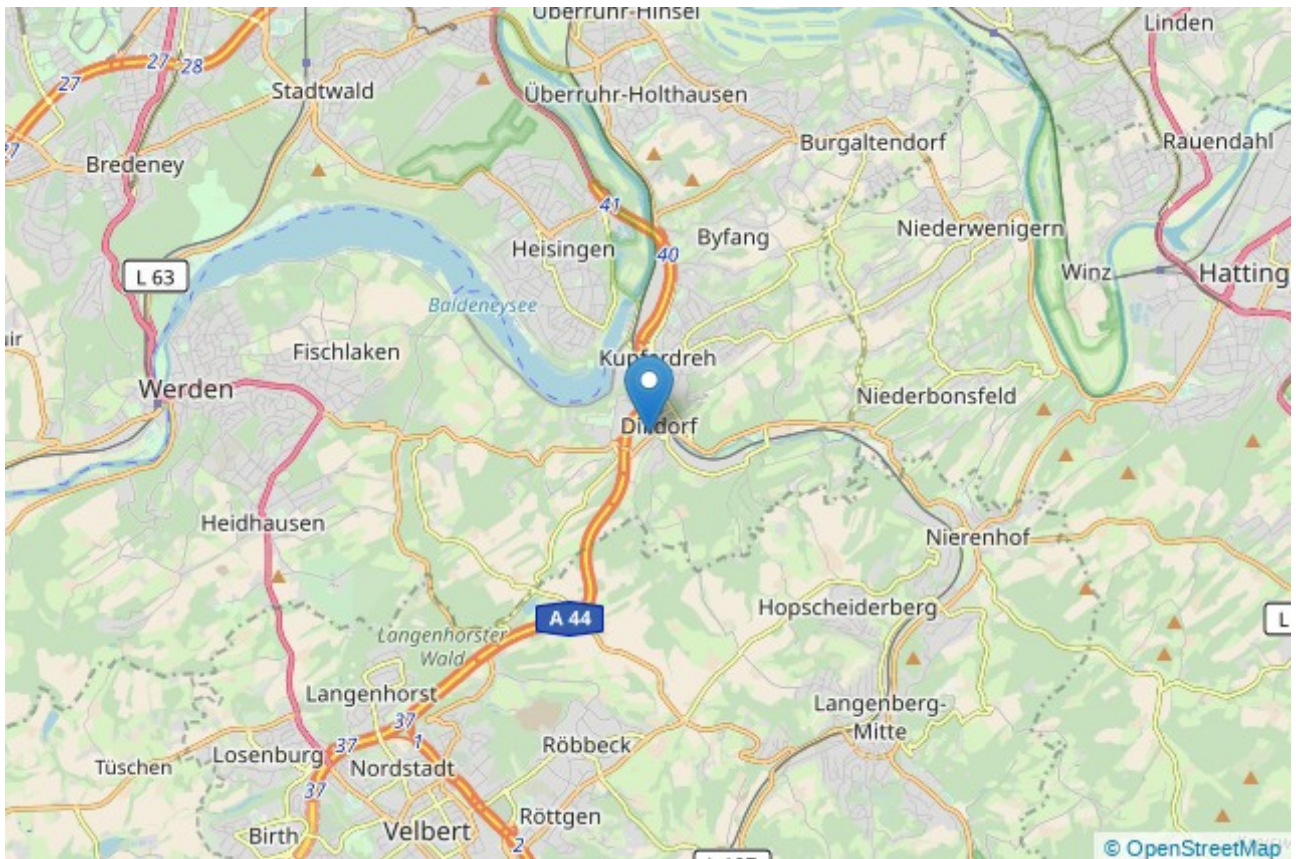 Überruhr-Hinsel
Linden
27
28
27
Stadtwald
Überruhr-Holthausen
Burgaltendorf
Rauendahl
27
Bredeney
41
Niederwenigern
Heisingen
Byfang
40
L 63
Winz
Hatting
Baldeneysee
Fischlaken
Kupferdreh
Werden
Niederbonsfeld
Dilldorf
Heidhausen
Nierenhof
Hopscheiderberg
A 44
L
Langenhorster
Wald
Langenhorst
Langenberg-
Mitte
37
1
37
Röbbeck
Losenburg
Tüschen
Nordstadt
37
Röttgen
Birth
Velbert
2
© OpenStreetMap